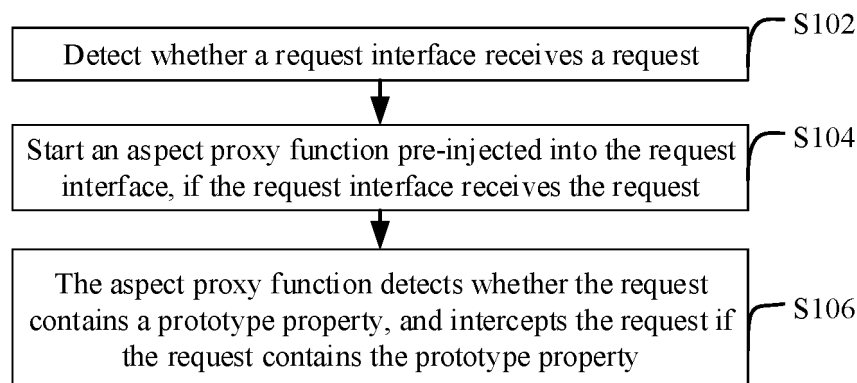 Detect whether a request interface receives a request
S102
Start an aspect proxy function pre-injected into the request
interface, if the request interface receives the request
S104
The aspect proxy function detects whether the request
contains a prototype property, and intercepts the request if
the request contains the prototype property
S106